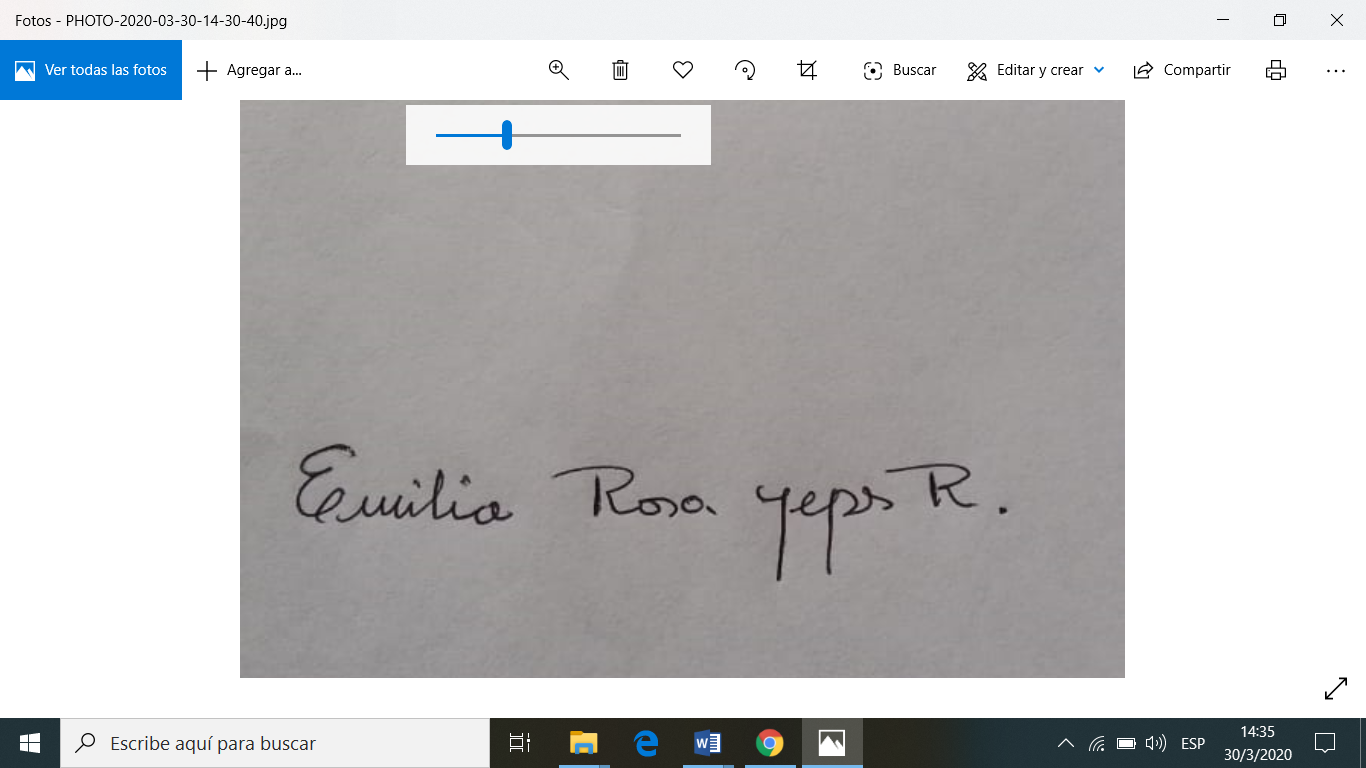 Fotos - PHOTO-2020-03-30-14-30-40.jpg
Ver todas las fotos
Agregar a...
Buscar
Editar y crear
Compartir
Emilia Rosa yepes R.
Escribe aquí para buscar
ESP
14:35
30/3/2020